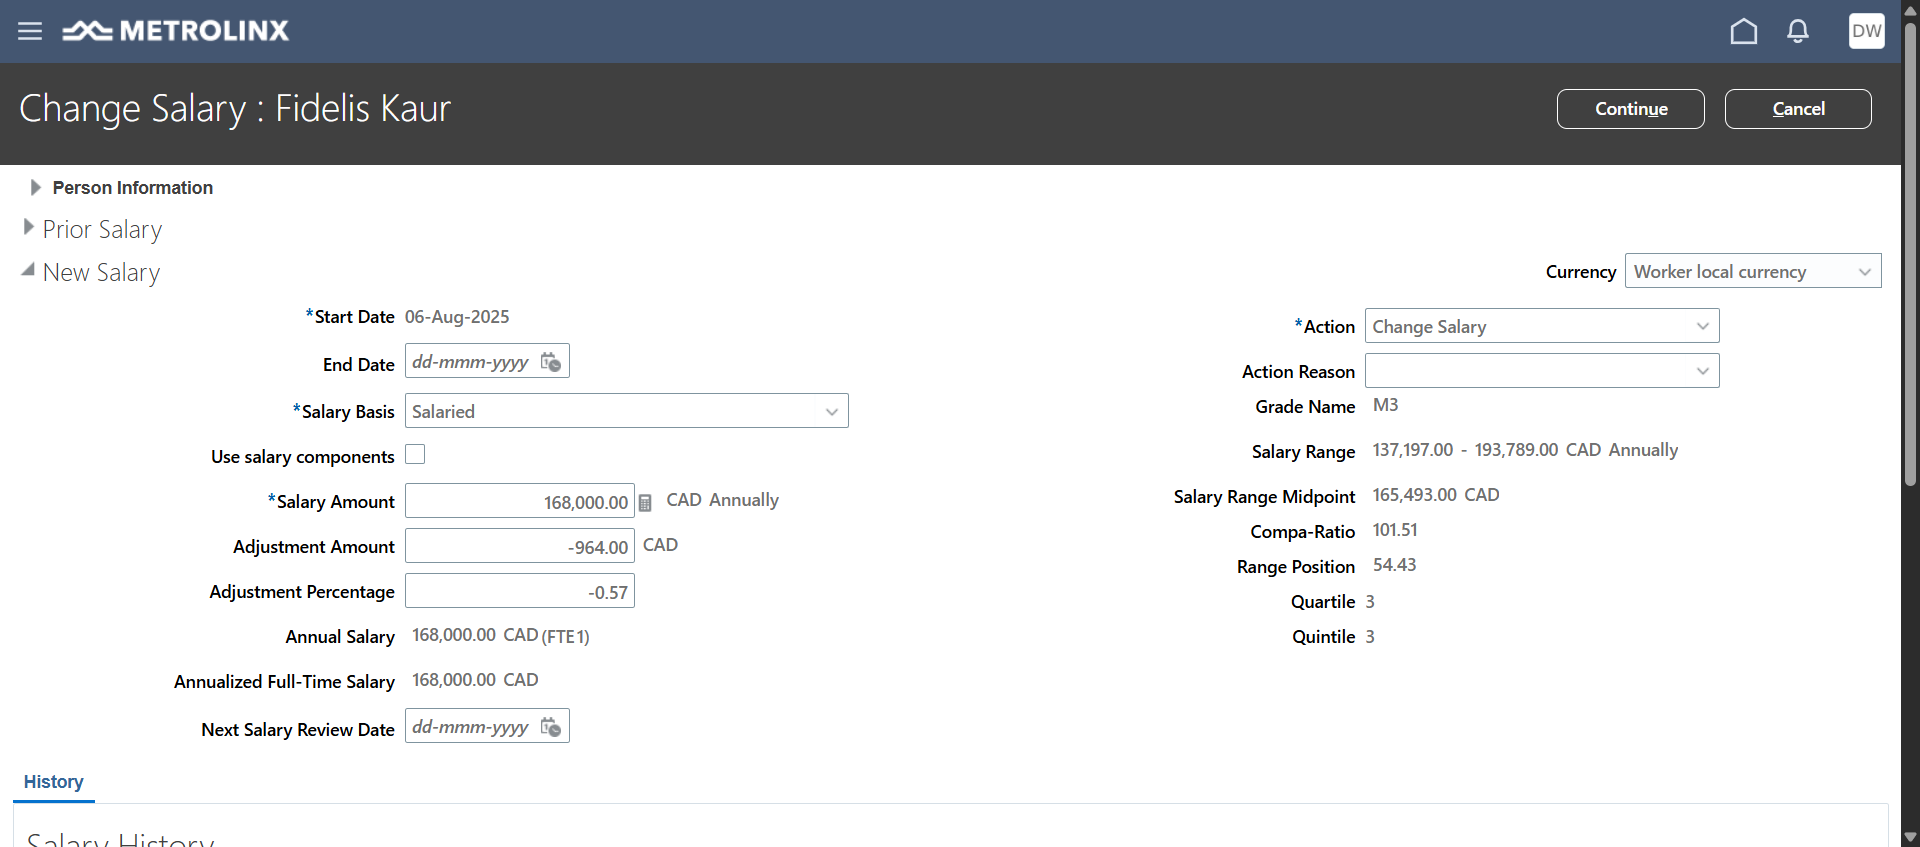 METROLINX
DW
Change Salary : Fidelis Kaur
Continue
Cancel
Person Information
Prior Salary
New Salary
Currency Worker local currency
*Start Date 06-Aug-2025
End Date dd-mmm-yyyy
*Salary Basis Salaried
Use salary components
*Salary Amount 168,000.00 CAD Annually
Adjustment Amount -964.00 CAD
Adjustment Percentage -0.57
Annual Salary 168,000.00 CAD (FTE 1)
Annualized Full-Time Salary 168,000.00 CAD
Next Salary Review Date dd-mmm-yyyy
*Action Change Salary
Action Reason
Grade Name M3
Salary Range 137,197.00 - 193,789.00 CAD Annually
Salary Range Midpoint 165,493.00 CAD
Compa-Ratio 101.51
Range Position 54.43
Quartile 3
Quintile 3
History
Salary History